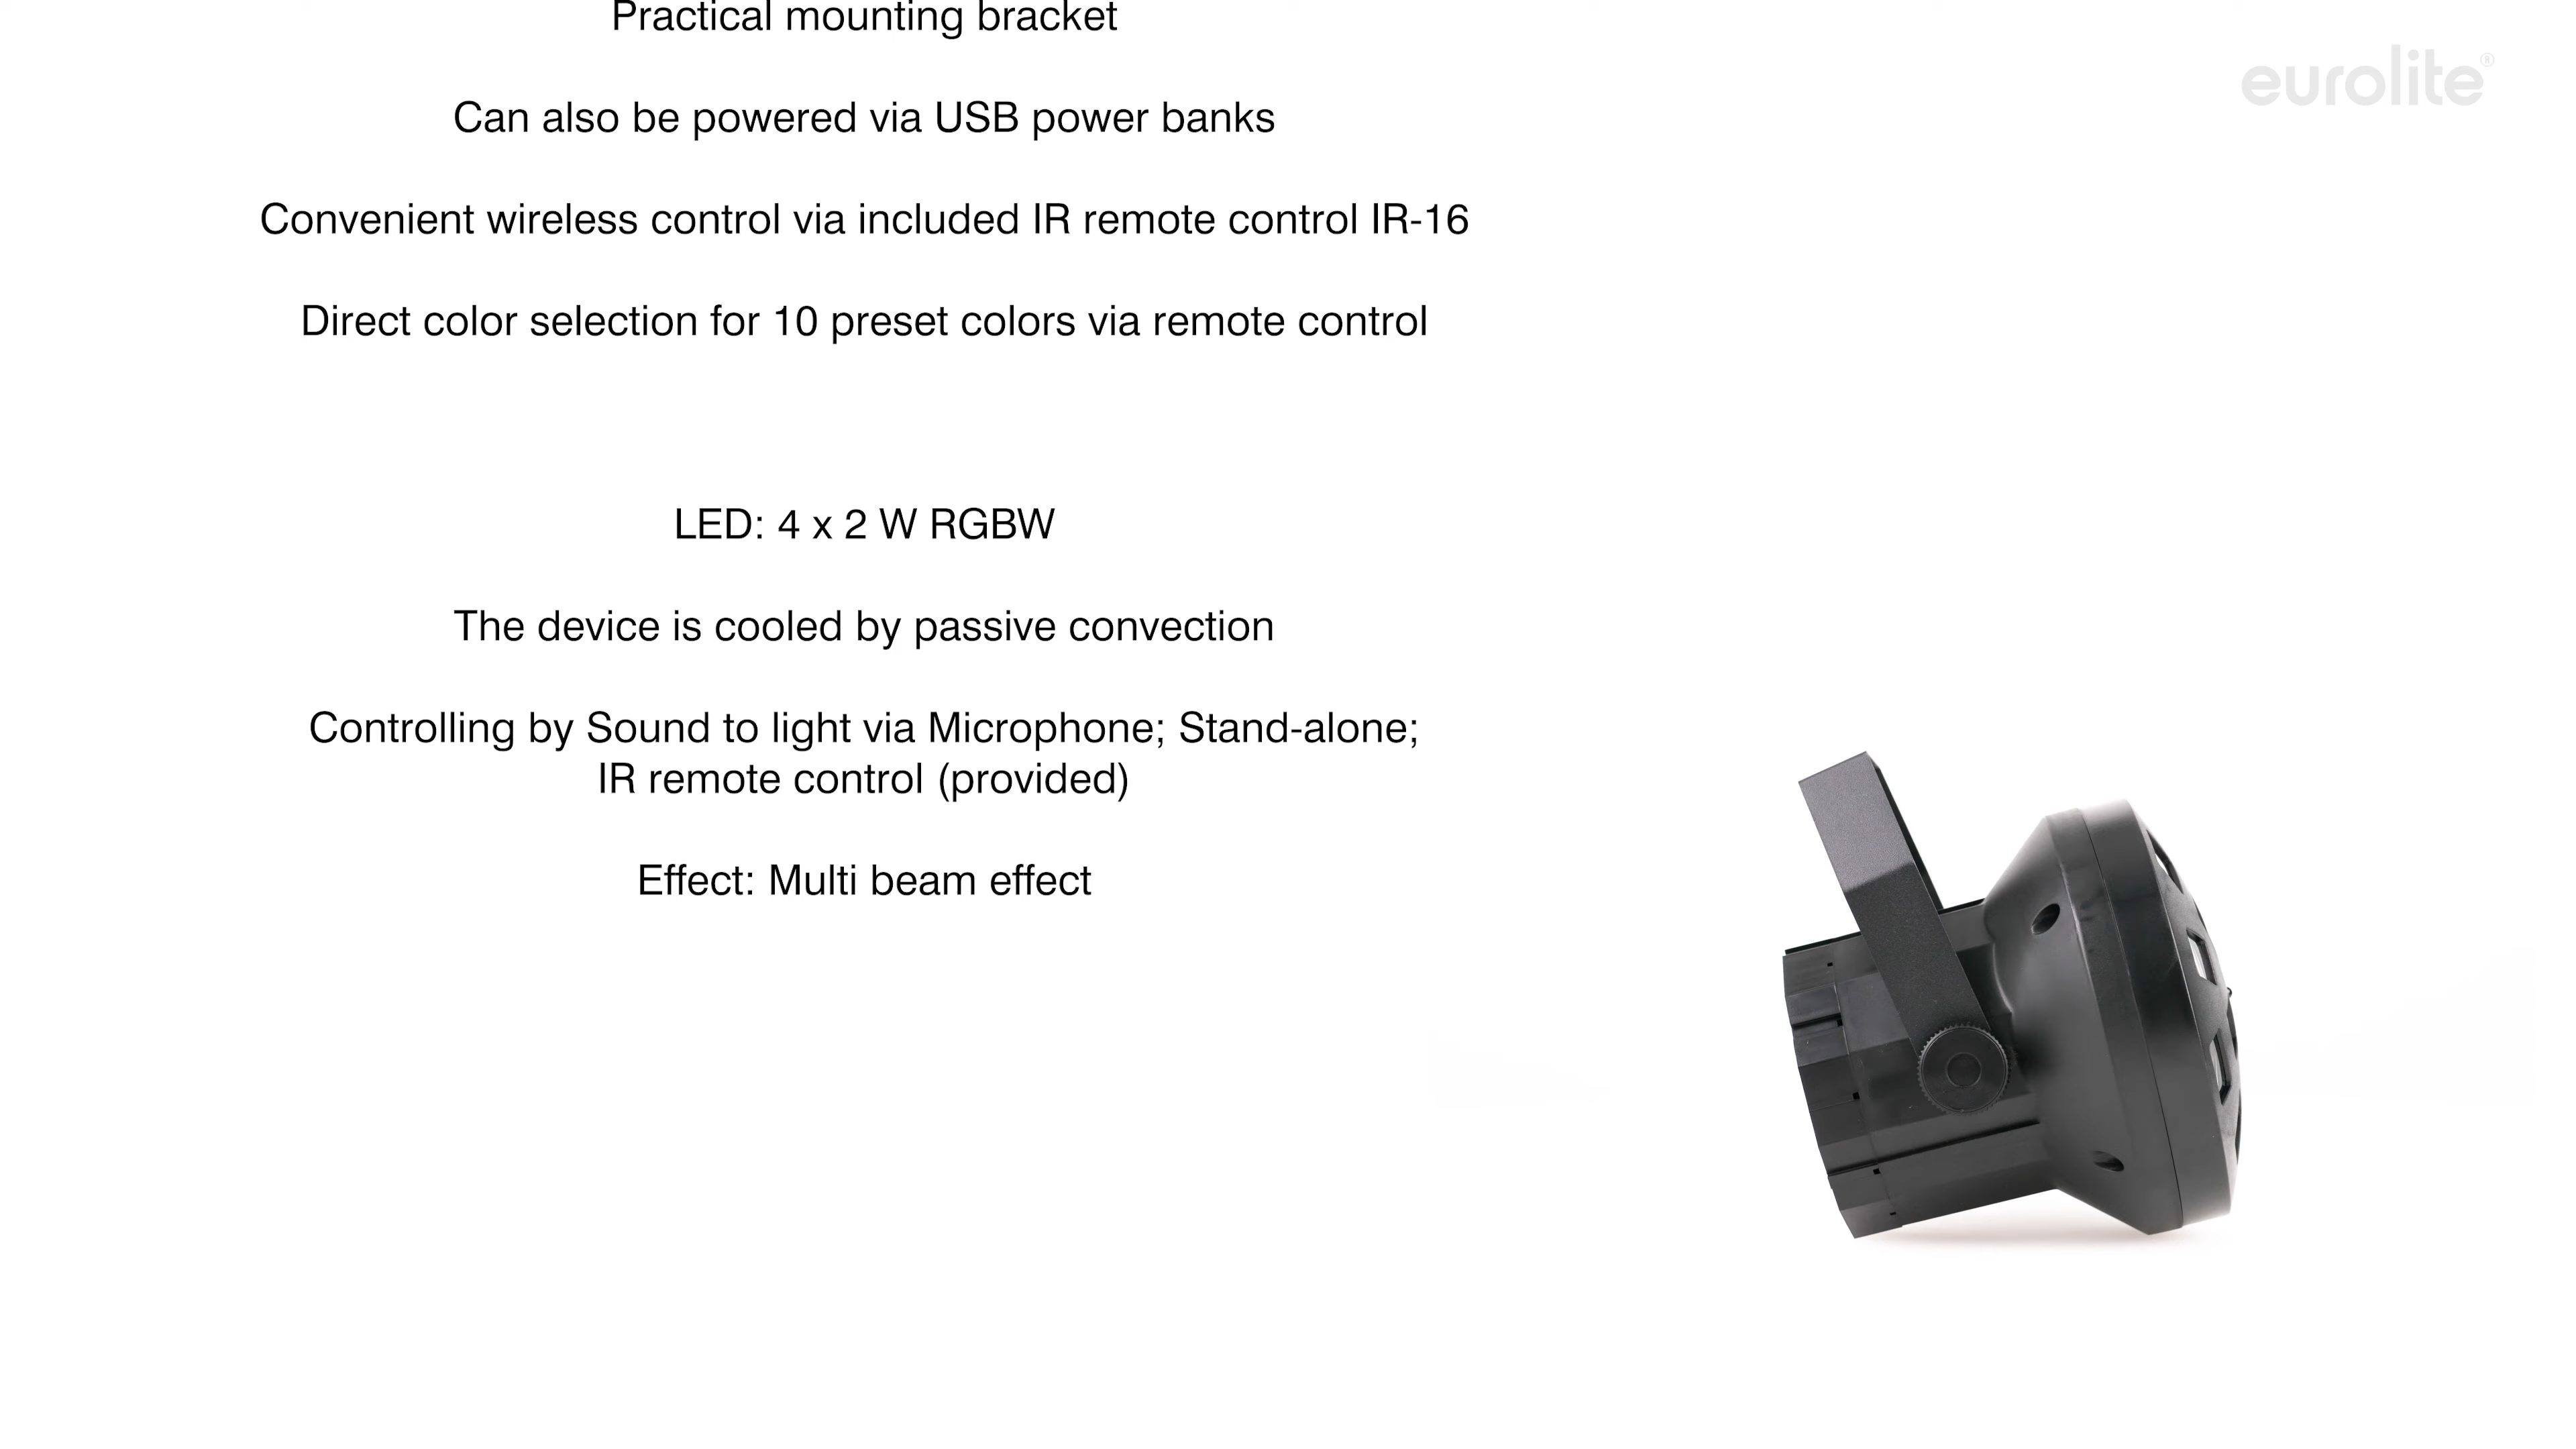 Practical mounting bracket
eurolite®
Can also be powered via USB power banks
Convenient wireless control via included IR remote control IR-16
Direct color selection for 10 preset colors via remote control
LED: 4 x 2 W RGBW
The device is cooled by passive convection
Controlling by Sound to light via Microphone; Stand-alone;
IR remote control (provided)
Effect: Multi beam effect